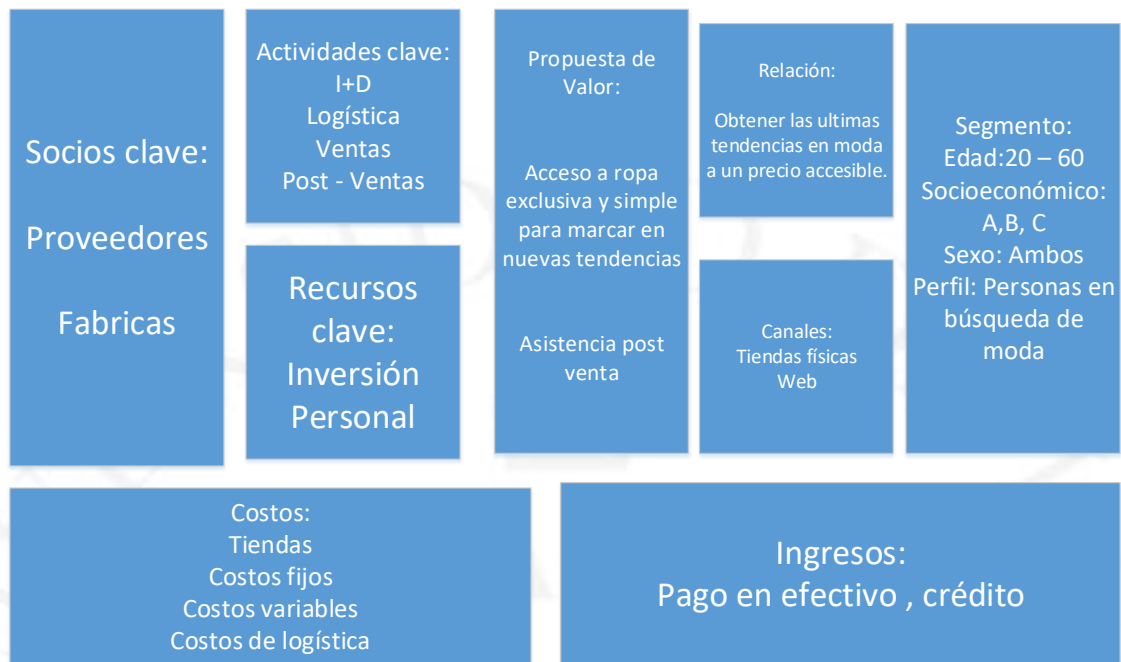 Socios clave:
Proveedores
Fabricas
Actividades clave:
I+D
Logística
Ventas
Post - Ventas
Recursos
clave:
Inversión
Personal
Propuesta de
Valor:
Acceso a ropa
exclusiva y simple
para marcar en
nuevas tendencias
Asistencia post
venta
Relación:
Obtener las ultimas
tendencias en moda
a un precio accesible.
Canales:
Tiendas físicas
Web
Segmento:
Edad:20 – 60
Socioeconómico:
A,B, C
Sexo: Ambos
Perfil: Personas en
búsqueda de
moda
Costos:
Tiendas
Costos fijos
Costos variables
Costos de logística
Ingresos:
Pago en efectivo , crédito